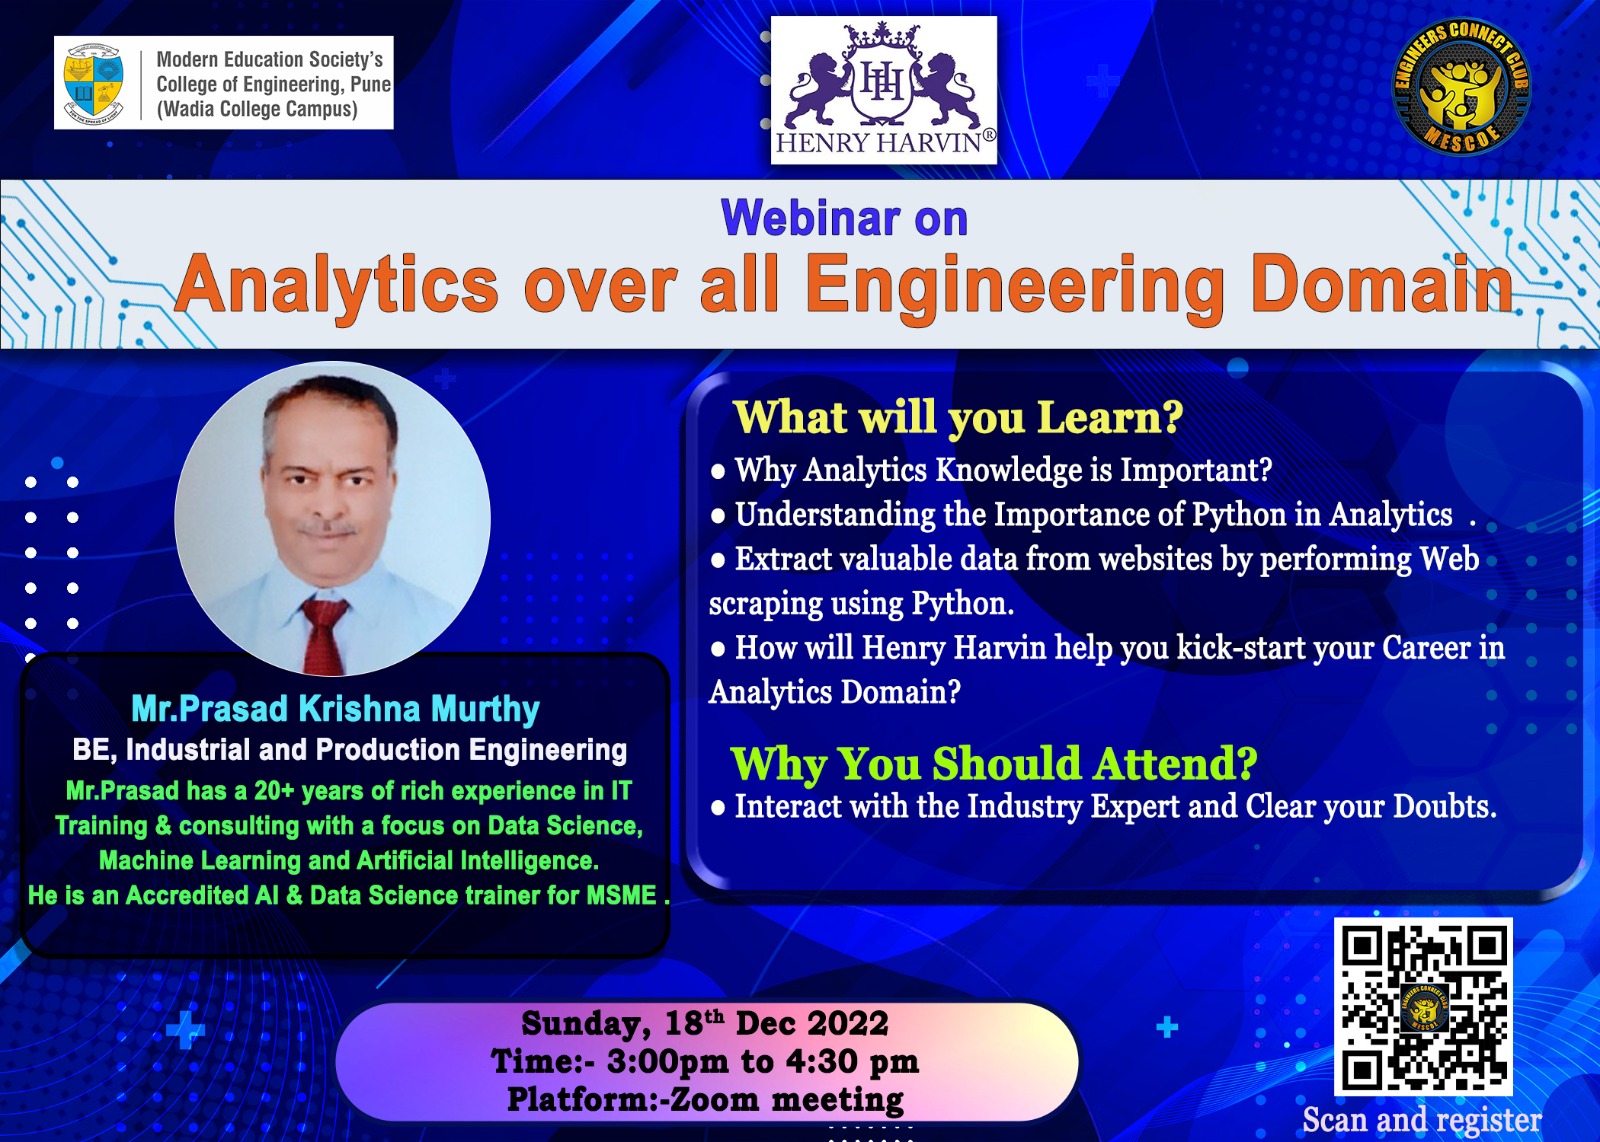 Modern Education Society's
College of Engineering, Pune
(Wadia College Campus)
HH
HENRY HARVIN®
ENGINEERS CONNECT CLUB
MESCOE
Webinar on
Analytics over all Engineering Domain
Mr.Prasad Krishna Murthy
BE, Industrial and Production Engineering
Mr.Prasad has a 20+ years of rich experience in IT
Training & consulting with a focus on Data Science,
Machine Learning and Artificial Intelligence.
He is an Accredited AI & Data Science trainer for MSME .
What will you Learn?
● Why Analytics Knowledge is Important?
● Understanding the Importance of Python in Analytics .
● Extract valuable data from websites by performing Web
scraping using Python.
● How will Henry Harvin help you kick-start your Career in
Analytics Domain?
Why You Should Attend?
● Interact with the Industry Expert and Clear your Doubts.
Sunday, 18th Dec 2022
Time:- 3:00pm to 4:30 pm
Platform:-Zoom meeting
ENGINEERS CONNECT CLUB
MESCOE
Scan and register